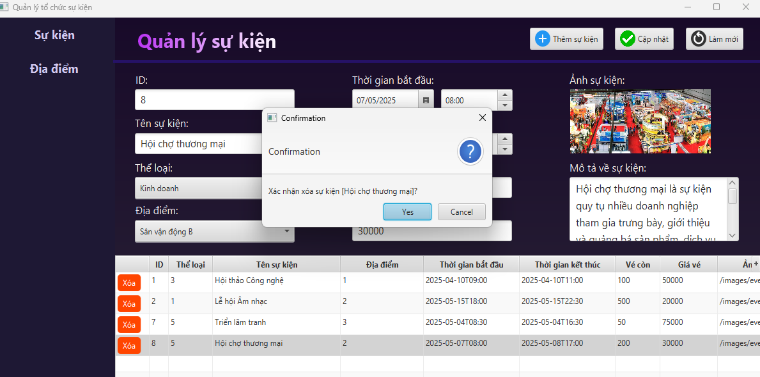 Quản lý tổ chức sự kiện
Sự kiện
Địa điểm
Quản lý sự kiện
Thêm sự kiện
Cập nhật
Làm mới
ID:
8
Thời gian bắt đầu:
07/05/2025
08:00
Ảnh sự kiện:
Tên sự kiện:
Hội chợ thương mại
Thể loại:
Kinh doanh
Địa điểm:
Sân vận động B
30000
Mô tả về sự kiện:
Hội chợ thương mại là sự kiện
quy tụ nhiều doanh nghiệp
tham gia trưng bày, giới thiệu
và quảng bá sản phẩm, dịch vụ
Confirmation
Confirmation
Xác nhận xóa sự kiện [Hội chợ thương mại]?
Yes
Cancel
ID Thể loại Tên sự kiện Địa điểm Thời gian bắt đầu Thời gian kết thúc Vé còn Giá vé Ản
Xóa 1 3 Hội thảo Công nghệ 1 2025-04-10T09:00 2025-04-10T11:00 100 50000 /images/eve
Xóa 2 1 Lễ hội Âm nhạc 2 2025-05-15T18:00 2025-05-15T22:30 500 20000 /images/eve
Xóa 7 5 Triển lãm tranh 3 2025-05-04T08:30 2025-05-04T16:30 50 75000 /images/eve
Xóa 8 5 Hội chợ thương mại 2 2025-05-07T08:00 2025-05-08T17:00 200 30000 /images/eve